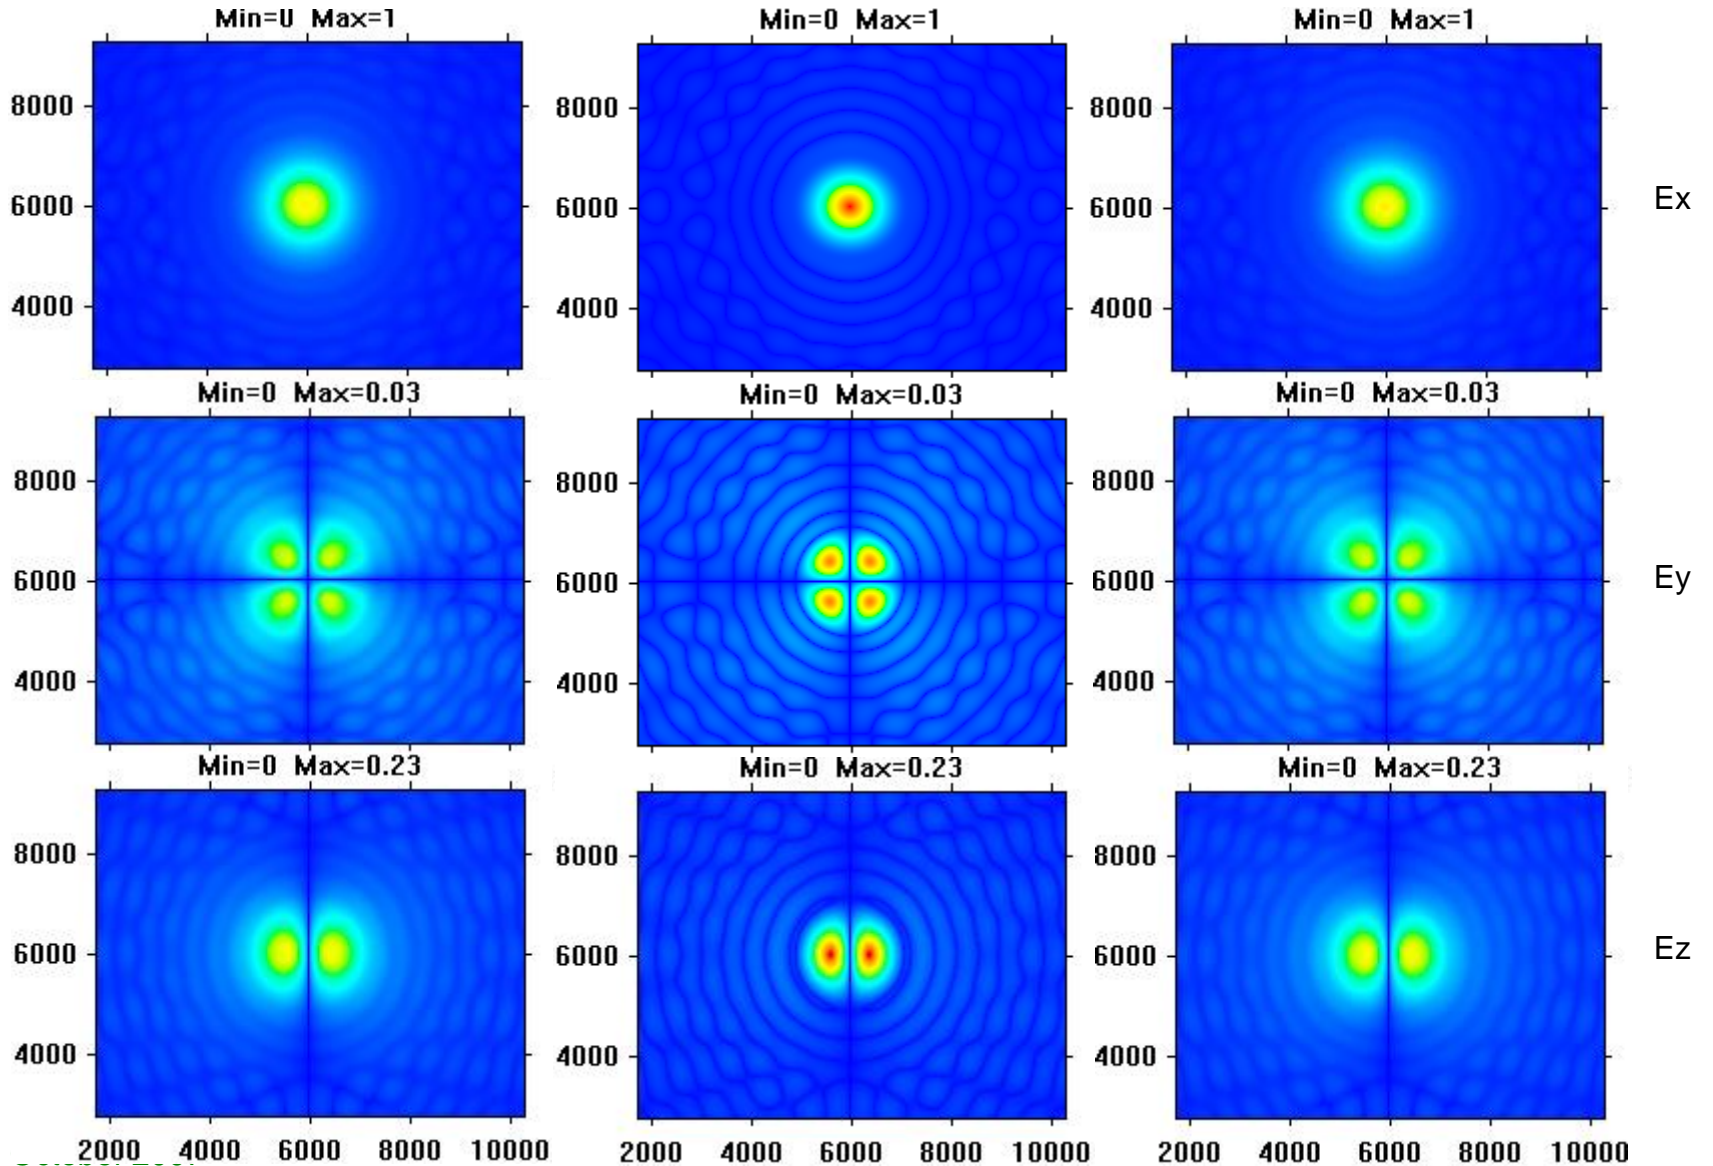 Min=0 Max=1 Min=0 Max=1 Min=0 Max=1
8000 8000 8000
6000 6000 6000 Ex
4000 4000 4000
Min=0 Max=0.03 Min=0 Max=0.03 Min=0 Max=0.03
8000 8000 8000
6000 6000 6000 Ey
4000 4000 4000
Min=0 Max=0.23 Min=0 Max=0.23 Min=0 Max=0.23
8000 8000 8000
6000 6000 6000 Ez
4000 4000 4000
2000 4000 6000 8000 10000 2000 4000 6000 8000 10000 2000 4000 6000 8000 10000